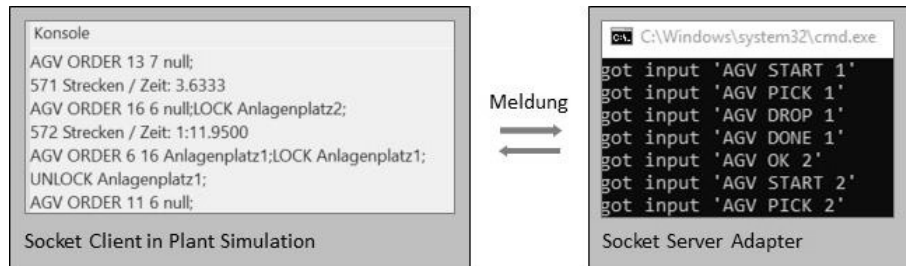 Konsole
AGV ORDER 13 7 null;
571 Strecken / Zeit: 3.6333
AGV ORDER 16 6 null;LOCK Anlagenplatz2;
572 Strecken / Zeit: 1:11.9500
AGV ORDER 6 16 Anlagenplatz1;LOCK Anlagenplatz1;
UNLOCK Anlagenplatz1;
AGV ORDER 11 6 null;
Socket Client in Plant Simulation
Meldung
C:\Windows\system32\cmd.exe
got input 'AGV START 1'
got input 'AGV PICK 1'
got input 'AGV DROP 1'
got input 'AGV DONE 1'
got input 'AGV OK 2'
got input 'AGV START 2'
got input 'AGV PICK 2'
Socket Server Adapter